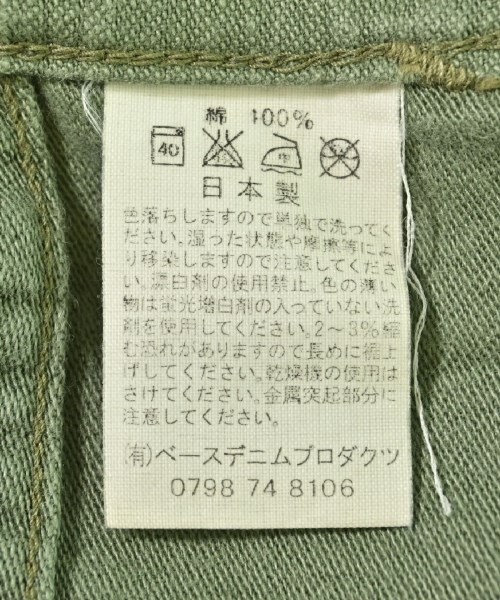 綿 100%
40 中
日本製
色落ちしますので単独で洗ってく
ださい。湿った状態や摩擦等によ
り移染しますので注意してくださ
い。漂白剤の使用禁止。色の薄い
物は蛍光増白剤の入っていない洗
剤を使用してください。2～3%縮
む恐れがありますので長めに裾上
げしてください。乾燥機の使用は
さけてください。金属突起部分に
注意してください。
(有)ベースデニムプロダクツ
0798 74 8106